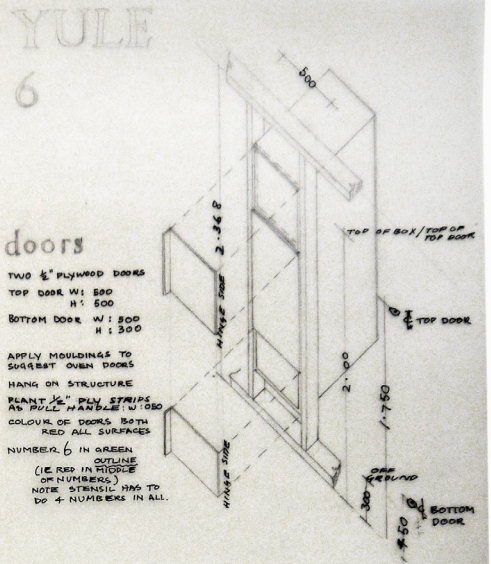 YULE
6
500
2.368
TOP OF BOX/TOP OF
TOP DOOR
doors
TWO ½" PLYWOOD DOORS
TOP DOOR W: 500
H: 500
BOTTOM DOOR W: 500
H: 300
HINGE SIDE
TOP DOOR
APPLY MOULDINGS TO
SUGGEST OVEN DOORS
HANG ON STRUCTURE
PLANT ½" PLY STRIPS
AS PULL HANDLE: W:050
COLOUR OF DOORS BOTH
RED ALL SURFACES
NUMBER 6 IN GREEN
OUTLINE
(IE RED IN MIDDLE
OF NUMBERS)
NOTE STENSIL HAS TO
DO 4 NUMBERS IN ALL.
2.00
1.750
HINGE SIDE
OFF
GROUND
300
BOTTOM
DOOR